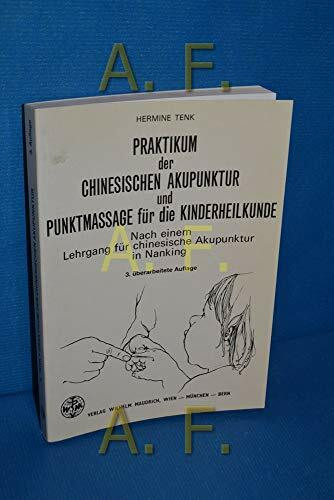 A. F.
HERMINE TENK
PRAKTIKUM
der
CHINESISCHEN AKUPUNKTUR
und
PUNKTMASSAGE für die KINDERHEILKUNDE
Nach einem
Lehrgang für chinesische Akupunktur
in Nanking
A. F.
3. überarbeitete Auflage
A. F.
VERLAG WILHELM MAUDRICH, WIEN — MÜNCHEN — BERN
A. F.